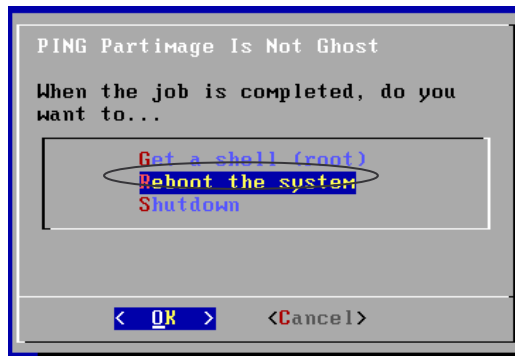 PING Partimage Is Not Ghost
When the job is completed, do you
want to...
Get a shell (root)
Reboot the system
Shutdown
< OK > <Cancel>